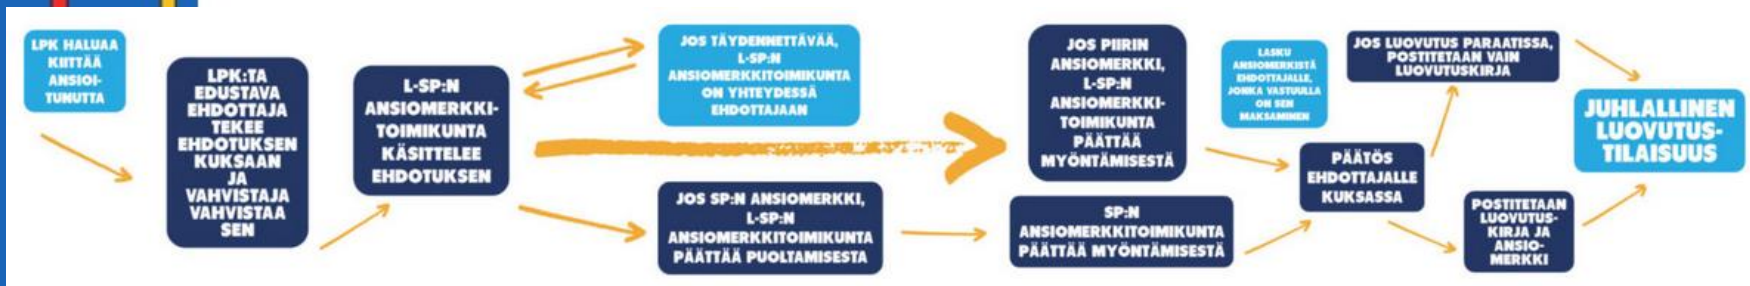 LPK HALUAA
KIITTÄÄ
ANSIOI-
TUNUTTA
LPK:TA
EDUSTAVA
EHDOTTAJA
TEKEE
EHDOTUKSEN
KUKSAAN
JA
VAHVISTAJA
VAHVISTAA
SEN
L-SP:N
ANSIOMERKKI-
TOIMIKUNTA
KÄSITTELEE
EHDOTUKSEN
JOS TÄYDENNETTÄVÄÄ,
L-SP:N
ANSIOMERKKITOIMIKUNTA
ON YHTEYDESSÄ
EHDOTTAJAAN
JOS SP:N ANSIOMERKKI,
L-SP:N
ANSIOMERKKITOIMIKUNTA
PÄÄTTÄÄ PUOLTAMISESTA
JOS PIIRIN
ANSIOMERKKI,
L-SP:N
ANSIOMERKKI-
TOIMIKUNTA
PÄÄTTÄÄ
MYÖNTÄMISESTÄ
SP:N
ANSIOMERKKITOIMIKUNTA
PÄÄTTÄÄ MYÖNTÄMISESTÄ
LASKU
ANSIOMERKISTÄ
EHDOTTAJALLE,
JONKA VASTUULLA
ON SEN
MAKSAMINEN
PÄÄTÖS
EHDOTTAJALLE
KUKSASSA
JOS LUOVUTUS PARAATISSA,
POSTITETAAN VAIN
LUOVUTUSKIRJA
POSTITETAAN
LUOVUTUS-
KIRJA JA
ANSIO-
MERKKI
JUHLALLINEN
LUOVUTUS-
TILAISUUS